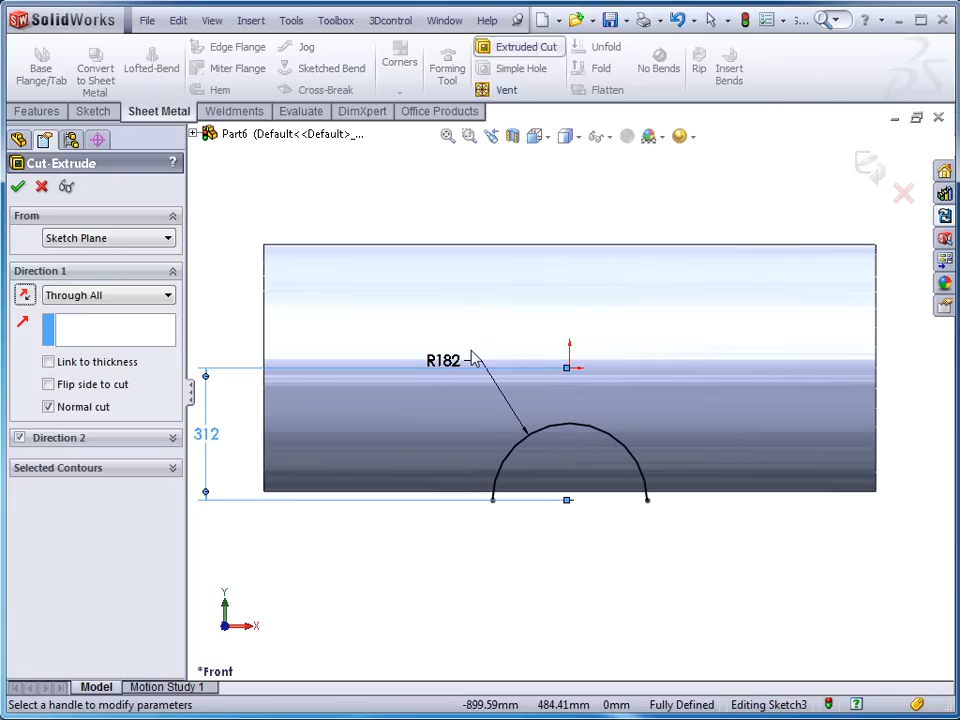 SolidWorks File Edit View Insert Tools Toolbox 3Dcontrol Window Help S... ?
Base Flange/Tab Convert to Sheet Metal Lofted-Bend Edge Flange Miter Flange Hem Jog Sketched Bend Cross-Break Corners Forming Tool Extruded Cut Simple Hole Vent Unfold Fold Flatten No Bends Rip Insert Bends
Features Sketch Sheet Metal Weldments Evaluate DimXpert Office Products
Part6 (Default<<Default>_...
Cut-Extrude ?
From
Sketch Plane
Direction 1
Through All
Link to thickness
Flip side to cut
Normal cut
Direction 2
Selected Contours
R182
312
Y
X
*Front
Model Motion Study 1
Select a handle to modify parameters -899.59mm 484.41mm 0mm Fully Defined Editing Sketch3 ?